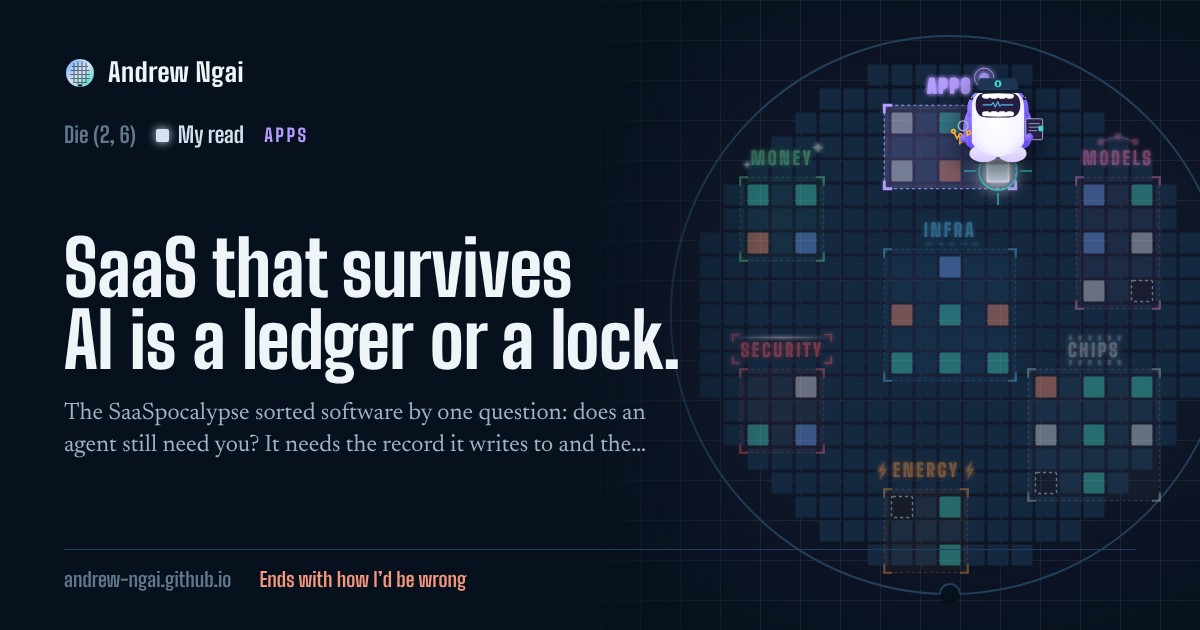 Andrew Ngai
Die (2, 6) My read APPS
SaaS that survives
AI is a ledger or a lock.
The SaaSpocalypse sorted software by one question: does an
agent still need you? It needs the record it writes to and the...
andrew-ngai.github.io Ends with how I'd be wrong
APPS
MONEY
MODELS
INFRA
SECURITY
CHIPS
ENERGY